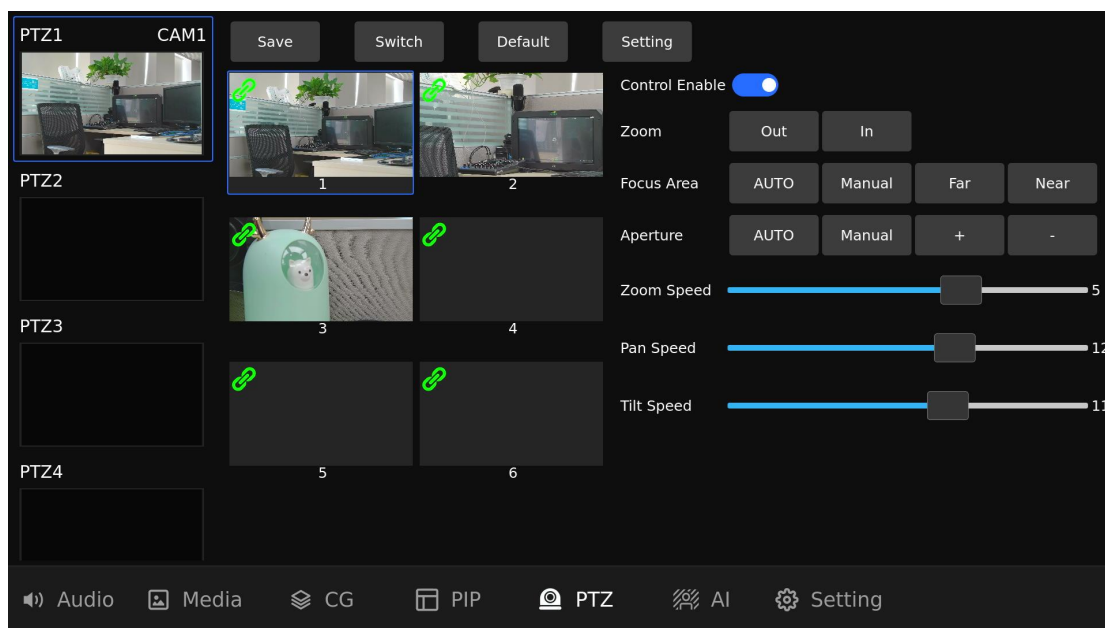 PTZ1 CAM1
PTZ2
PTZ3
PTZ4
Save Switch Default Setting
1 2
3 4
5 6
Control Enable
Zoom Out In
Focus Area AUTO Manual Far Near
Aperture AUTO Manual + -
Zoom Speed 5
Pan Speed 12
Tilt Speed 11
Audio Media CG PIP PTZ AI Setting